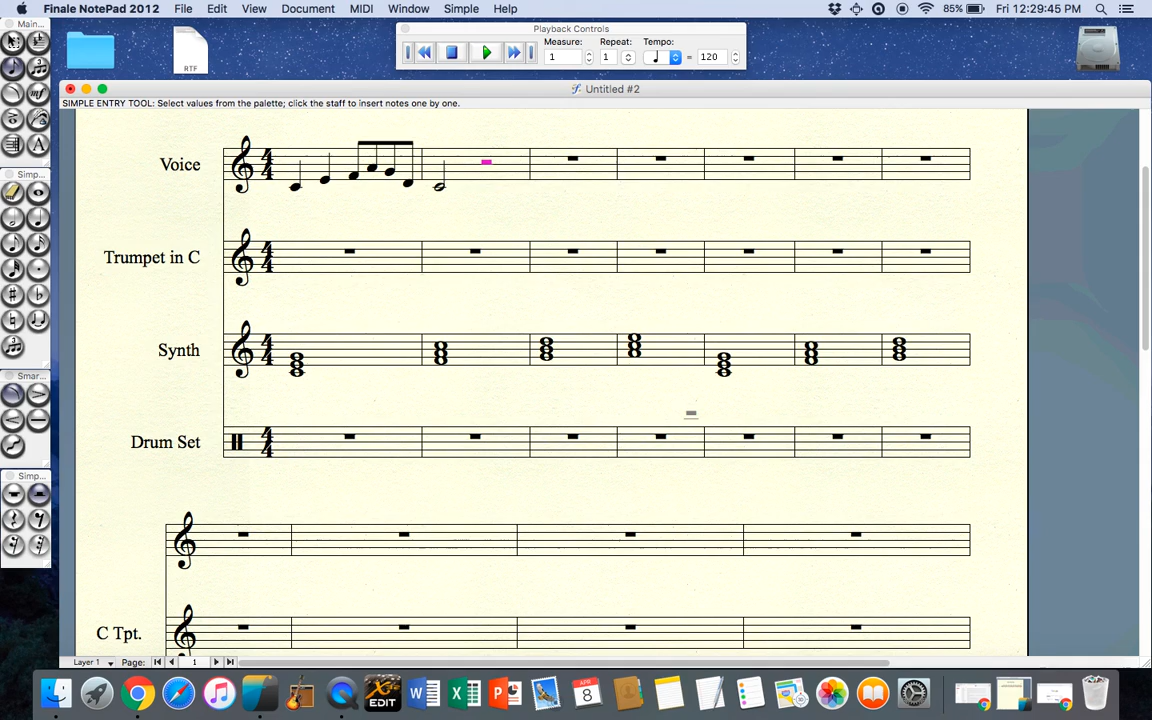 Finale NotePad 2012 File Edit View Document MIDI Window Simple Help 85% Fri 12:29:45 PM
Main...
Playback Controls
Measure: Repeat: Tempo:
1 1 = 120
RTF
Untitled #2
SIMPLE ENTRY TOOL: Select values from the palette; click the staff to insert notes one by one.
mf
A
Simp...
Voice
Trumpet in C
Synth
Smar...
Drum Set
Simp...
C Tpt.
Layer 1 Page: 1
EDIT
W X P APR 8